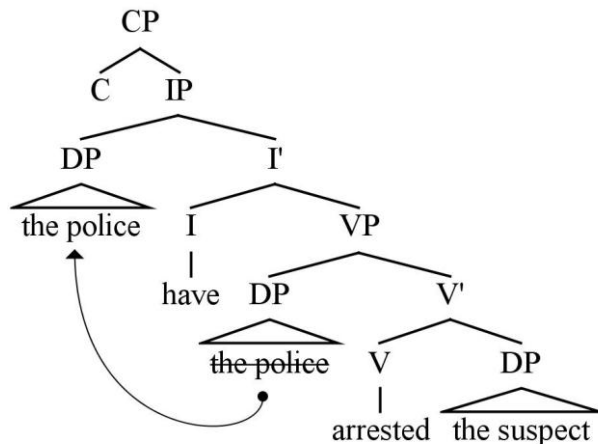 CP
C IP
DP I'
the police I VP
have DP V'
the police V DP
arrested the suspect